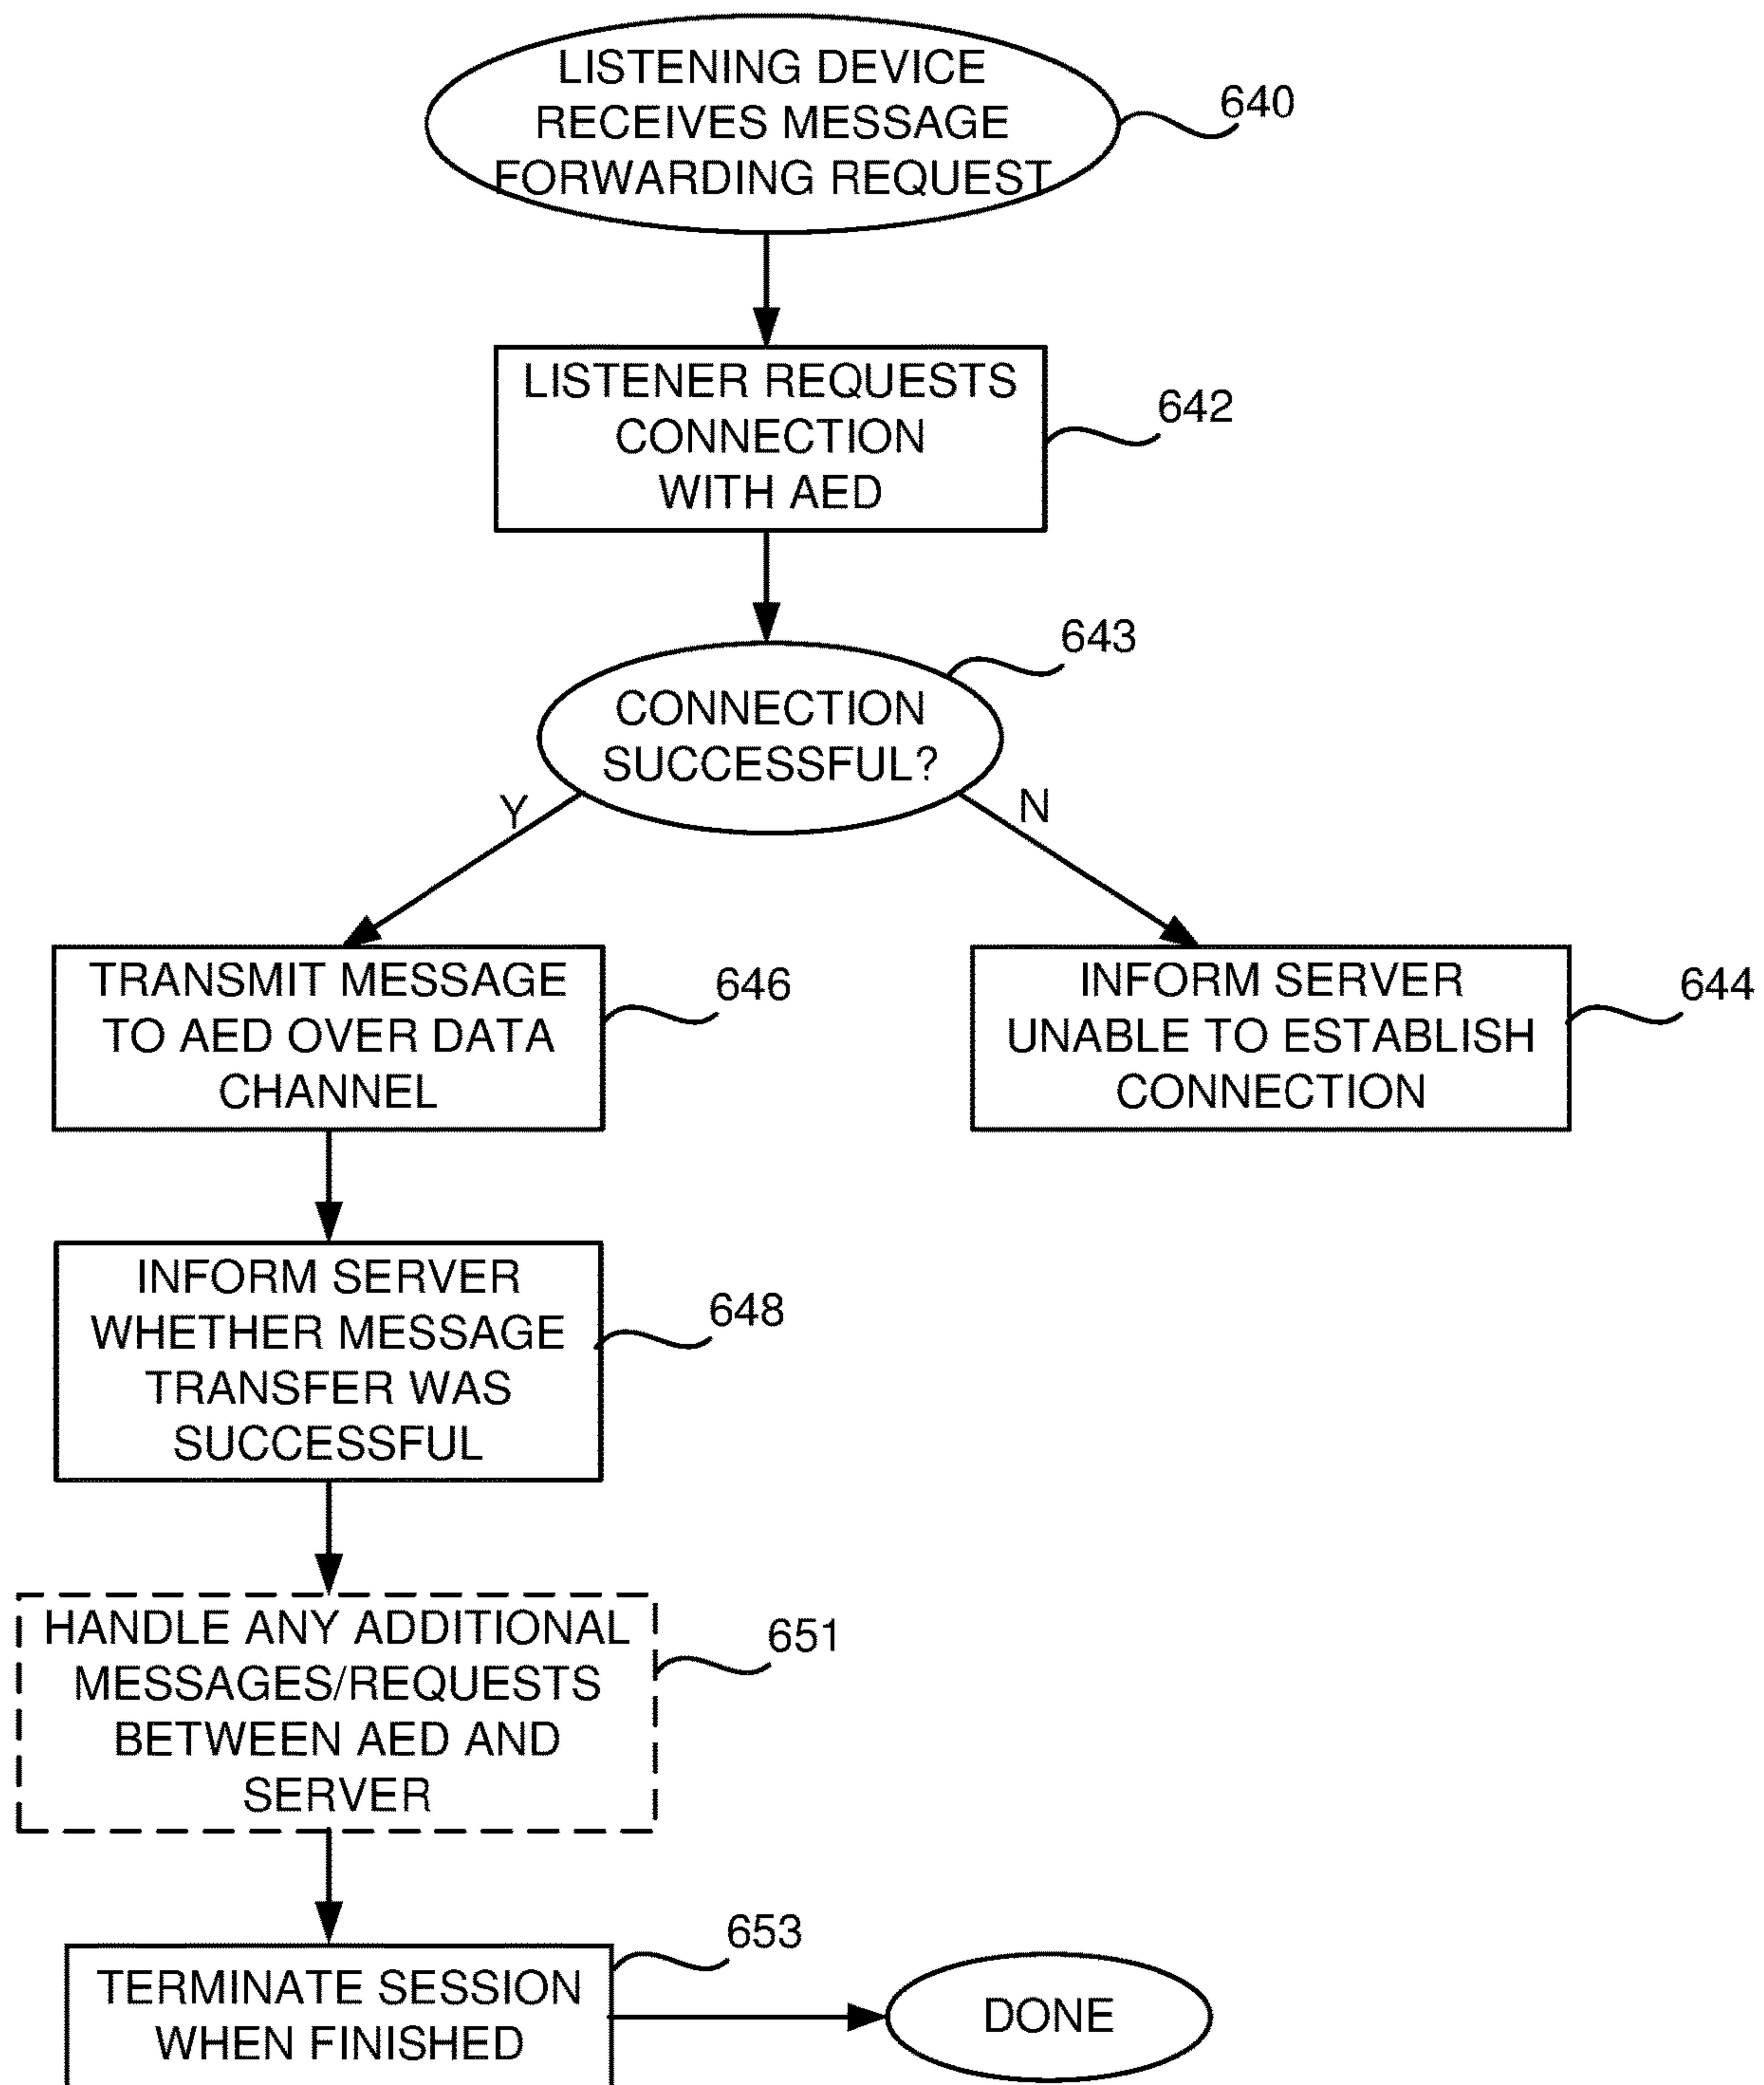 LISTENING DEVICE
RECEIVES MESSAGE
FORWARDING REQUEST
640
LISTENER REQUESTS
CONNECTION
WITH AED
642
643
CONNECTION
SUCCESSFUL?
Y
N
TRANSMIT MESSAGE
TO AED OVER DATA
CHANNEL
646
INFORM SERVER
UNABLE TO ESTABLISH
CONNECTION
644
INFORM SERVER
WHETHER MESSAGE
TRANSFER WAS
SUCCESSFUL
648
HANDLE ANY ADDITIONAL
MESSAGES/REQUESTS
BETWEEN AED AND
SERVER
651
653
TERMINATE SESSION
WHEN FINISHED
DONE